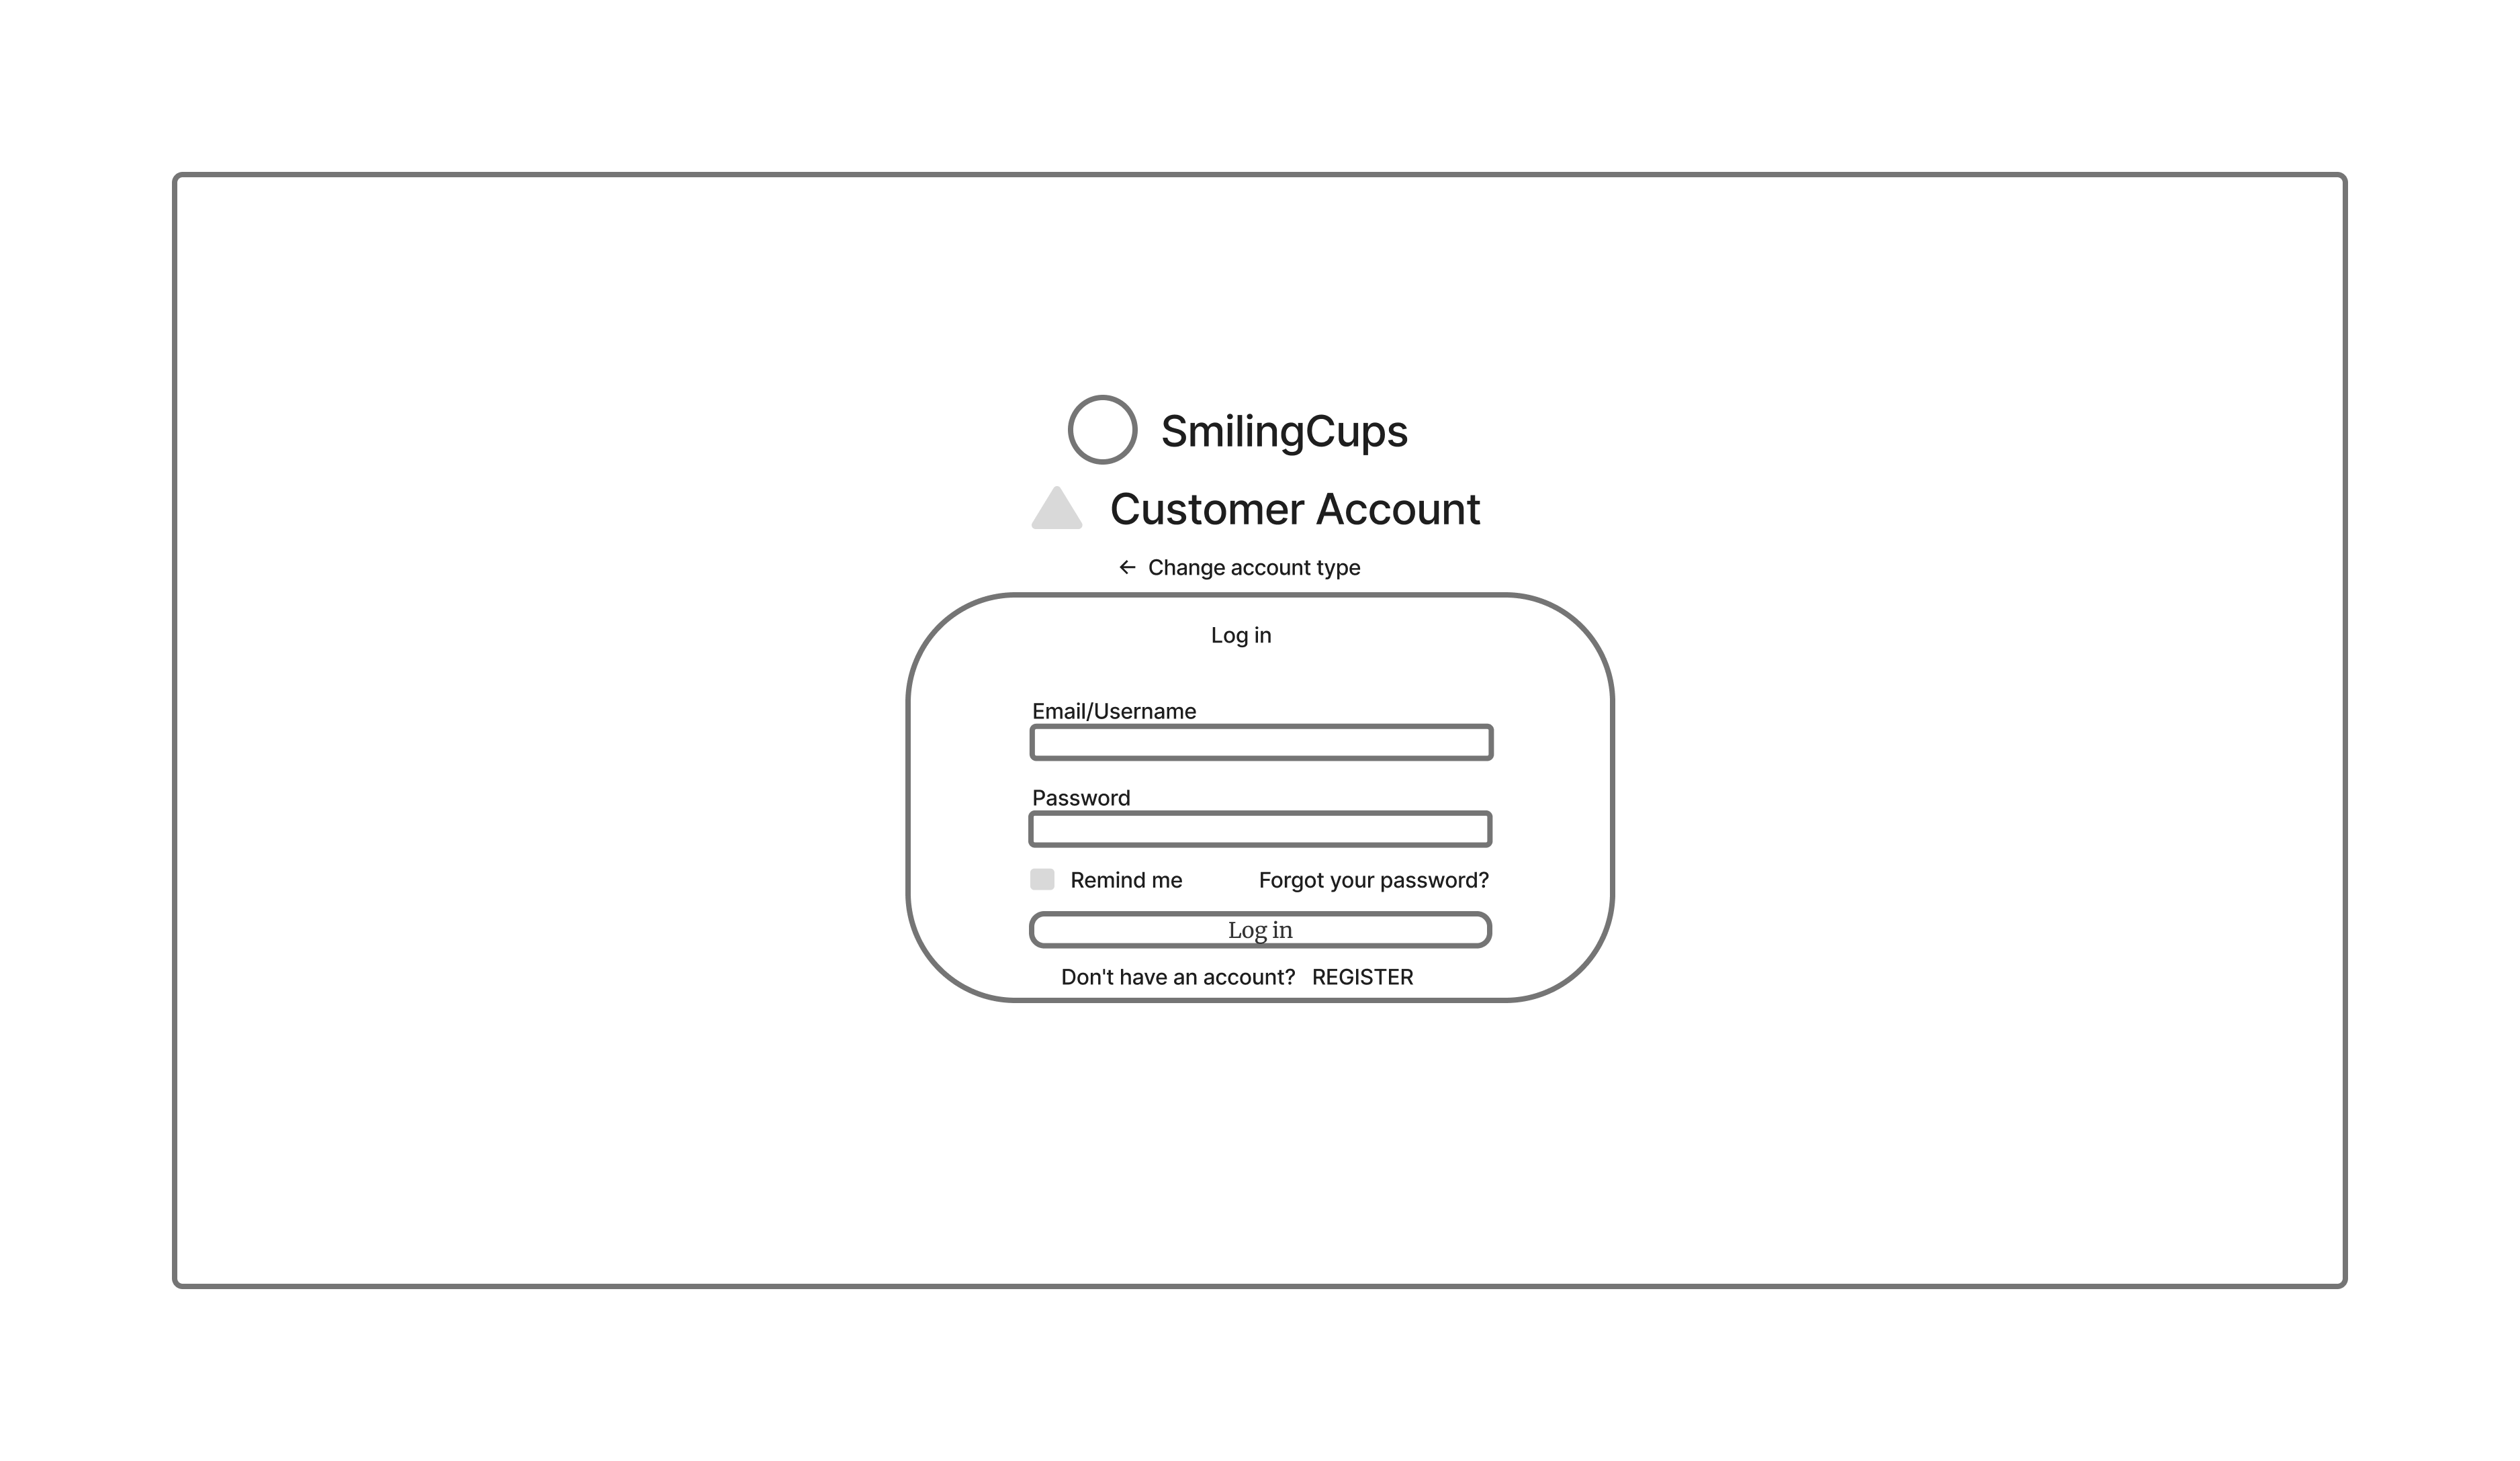 SmilingCups
Customer Account
← Change account type
Log in
Email/Username
Password
Remind me Forgot your password?
Log in
Don't have an account? REGISTER